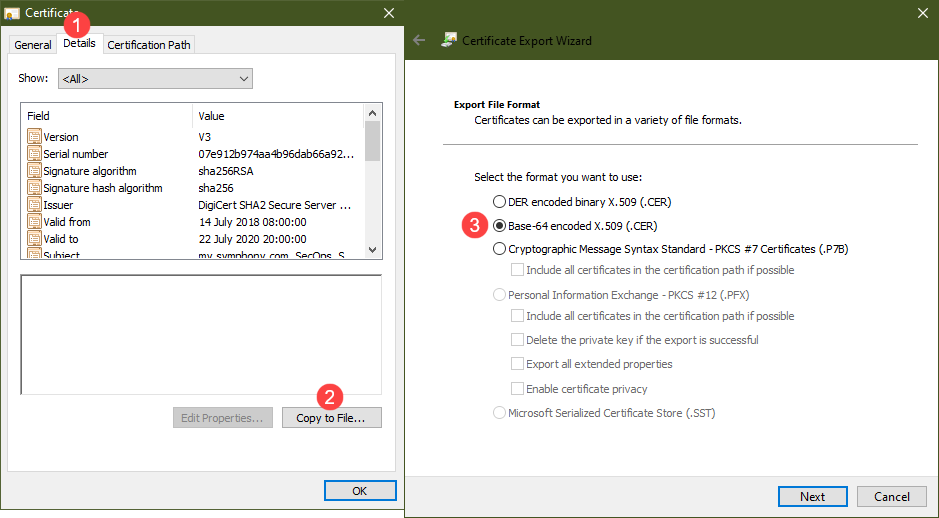 Certificate
1
General Details Certification Path
Show: <All>
Field Value
Version V3
Serial number 07e912b974aa4b96dab66a92...
Signature algorithm sha256RSA
Signature hash algorithm sha256
Issuer DigiCert SHA2 Secure Server ...
Valid from 14 July 2018 08:00:00
Valid to 22 July 2020 20:00:00
Subject my.symphony.com, SecOps, S
2
Edit Properties... Copy to File...
OK
Certificate Export Wizard
Export File Format
Certificates can be exported in a variety of file formats.
Select the format you want to use:
DER encoded binary X.509 (.CER)
3 Base-64 encoded X.509 (.CER)
Cryptographic Message Syntax Standard - PKCS #7 Certificates (.P7B)
Include all certificates in the certification path if possible
Personal Information Exchange - PKCS #12 (.PFX)
Include all certificates in the certification path if possible
Delete the private key if the export is successful
Export all extended properties
Enable certificate privacy
Microsoft Serialized Certificate Store (.SST)
Next Cancel